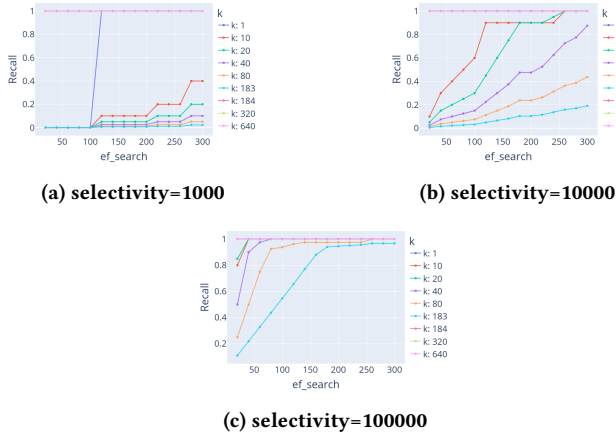 1
0.8
0.6
0.4
0.2
0
Recall
50 100 150 200 250 300
ef_search
k
k: 1
k: 10
k: 20
k: 40
k: 80
k: 183
k: 184
k: 320
k: 640
(a) selectivity=1000
1
0.8
0.6
0.4
0.2
0
Recall
50 100 150 200 250 300
ef_search
k
(b) selectivity=10000
1
0.8
0.6
0.4
0.2
Recall
50 100 150 200 250 300
ef_search
k
k: 1
k: 10
k: 20
k: 40
k: 80
k: 183
k: 184
k: 320
k: 640
(c) selectivity=100000